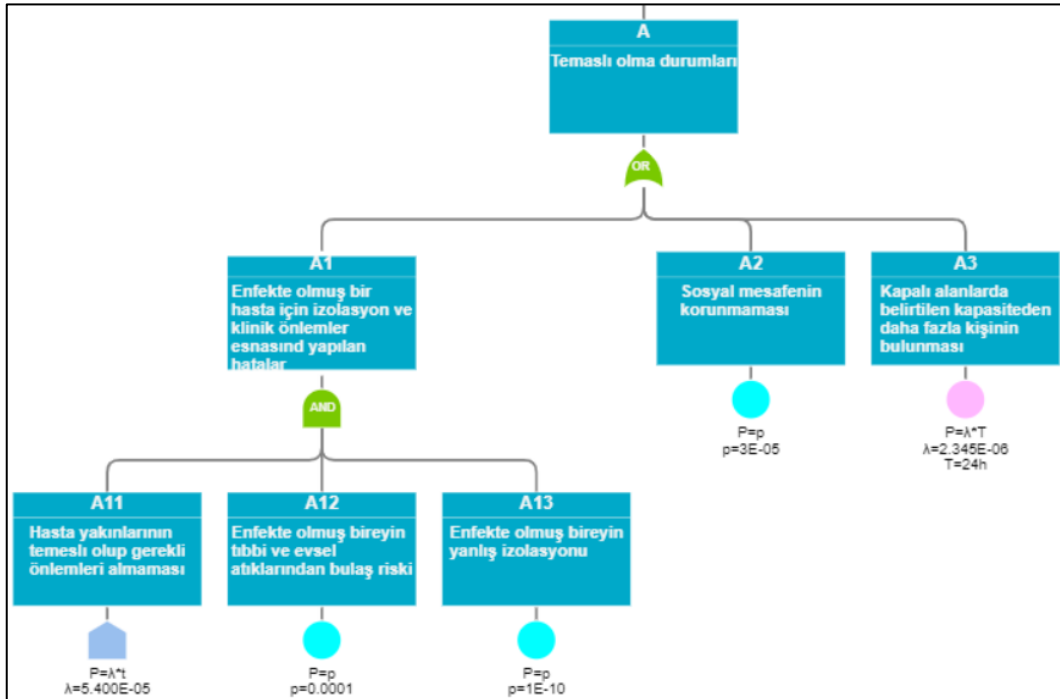 A
Temaslı olma durumları
OR
A1
Enfekte olmuş bir
hasta için izolasyon ve
klinik önlemler
esnasınd yapılan
hatalar
A2
Sosyal mesafenin
korunmaması
A3
Kapalı alanlarda
belirtilen kapasiteden
daha fazla kişinin
bulunması
AND
P=p
p=3E-05
P=λ*T
λ=2.345E-06
T=24h
A11
Hasta yakınlarının
temeslı olup gerekli
önlemleri almaması
A12
Enfekte olmuş bireyin
tıbbi ve evsel
atıklarından bulaş riski
A13
Enfekte olmuş bireyin
yanlış izolasyonu
P=λ*t
λ=5.400E-05
P=p
p=0.0001
P=p
p=1E-10